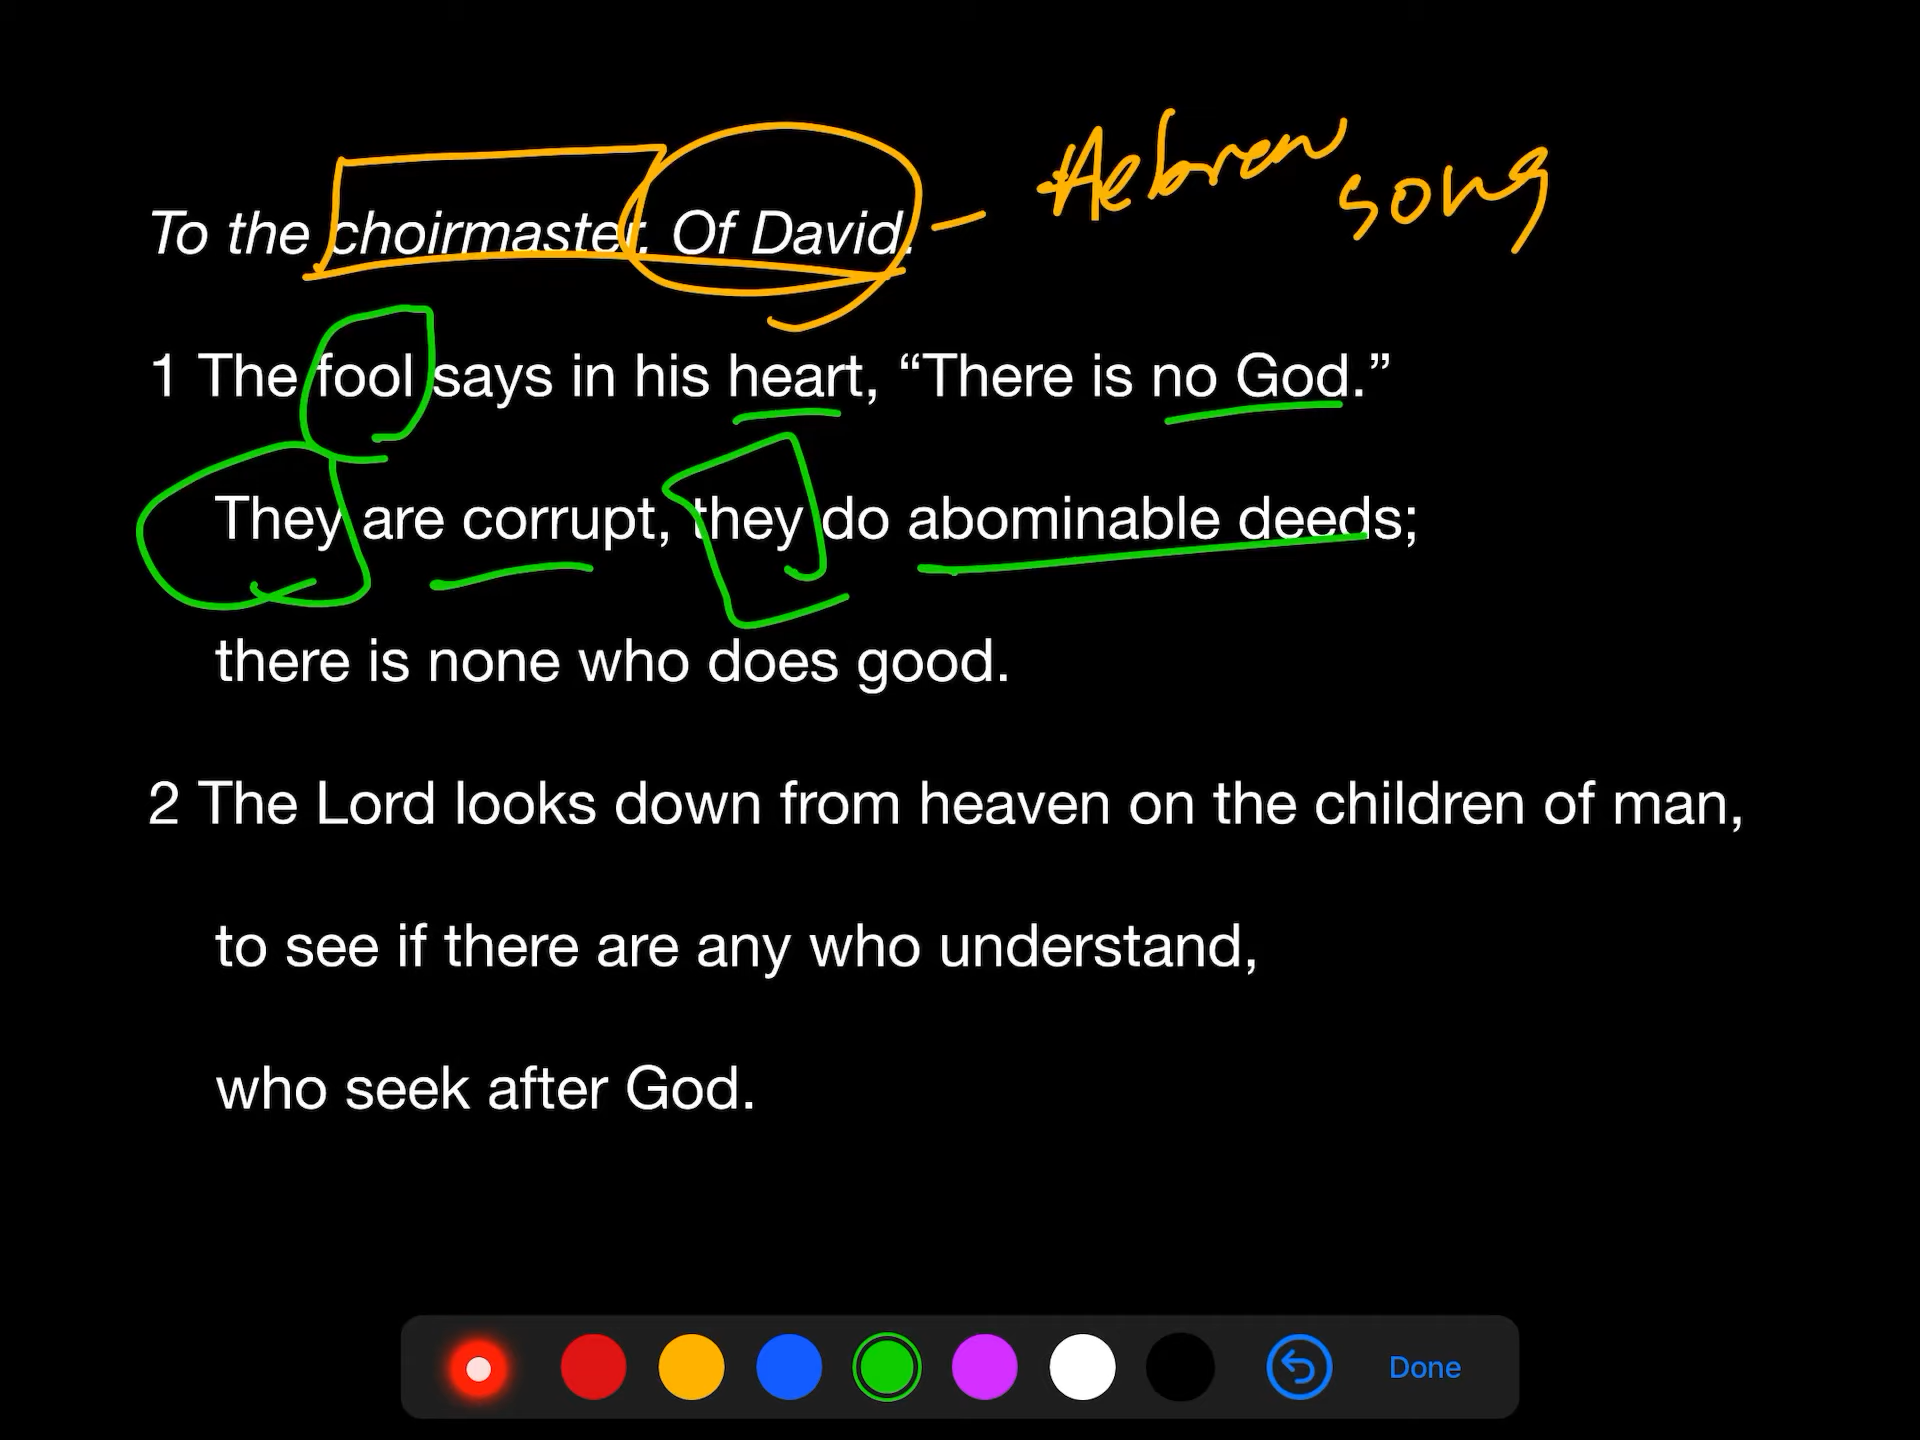 Hebrew song
To the choirmaster. Of David.
1 The fool says in his heart, “There is no God.”
They are corrupt, they do abominable deeds;
there is none who does good.
2 The Lord looks down from heaven on the children of man,
to see if there are any who understand,
who seek after God.
Done